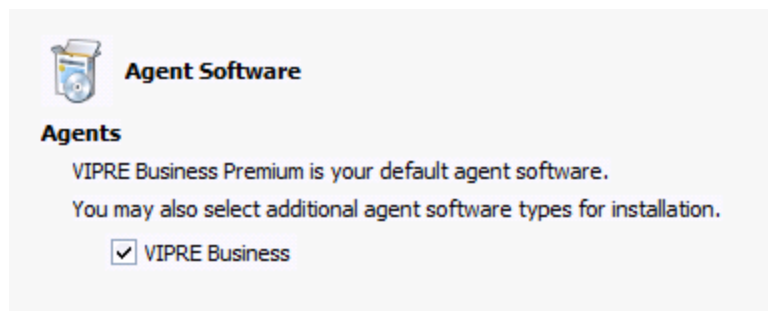 Agent Software
Agents
VIPRE Business Premium is your default agent software.
You may also select additional agent software types for installation.
VIPRE Business